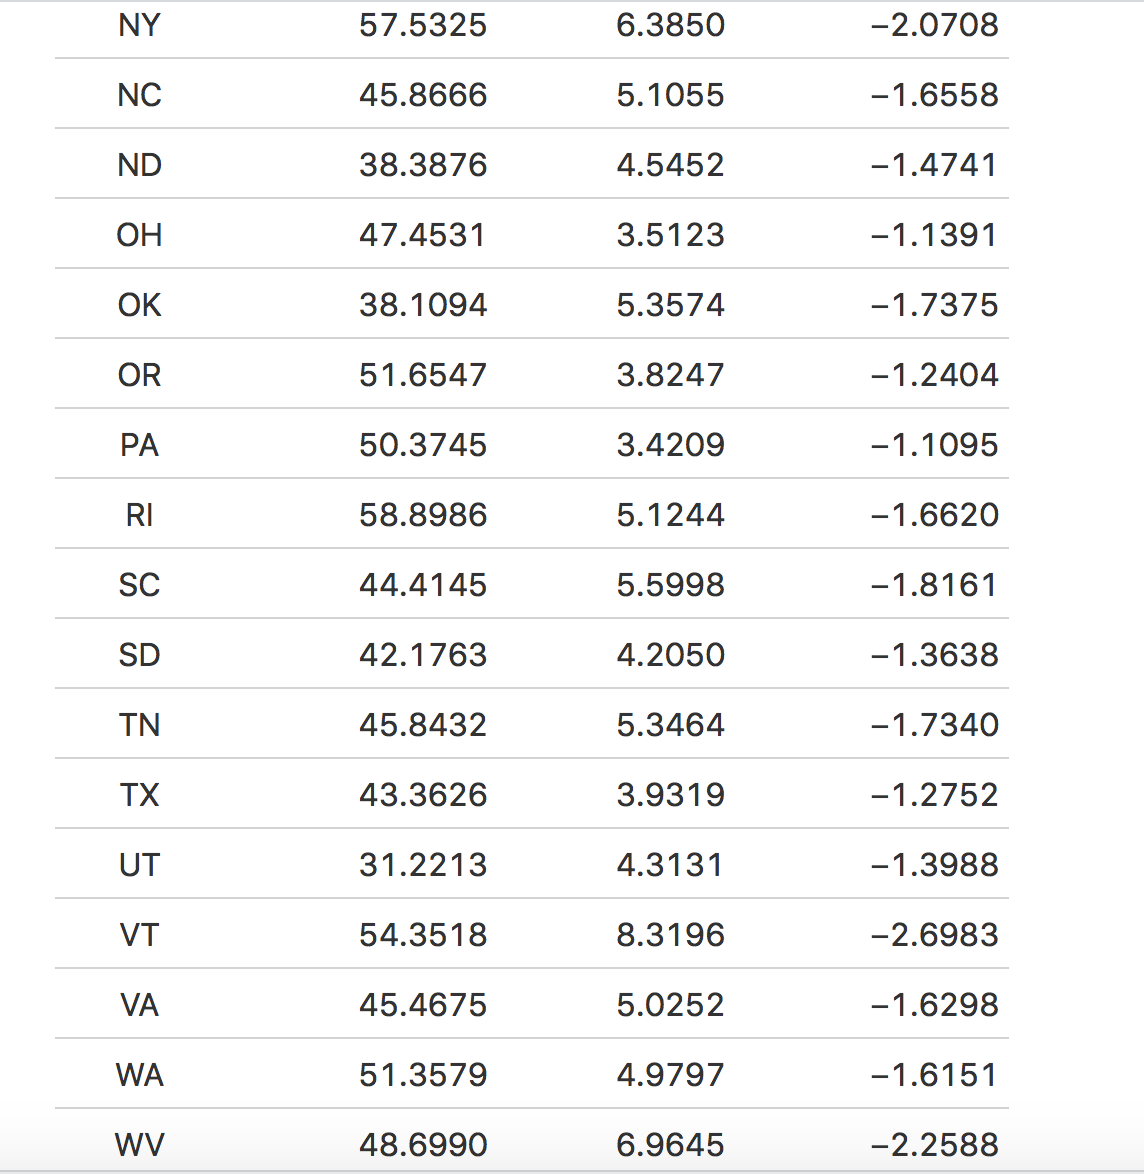 NY 57.5325 6.3850 −2.0708
NC 45.8666 5.1055 −1.6558
ND 38.3876 4.5452 −1.4741
OH 47.4531 3.5123 −1.1391
OK 38.1094 5.3574 −1.7375
OR 51.6547 3.8247 −1.2404
PA 50.3745 3.4209 −1.1095
RI 58.8986 5.1244 −1.6620
SC 44.4145 5.5998 −1.8161
SD 42.1763 4.2050 −1.3638
TN 45.8432 5.3464 −1.7340
TX 43.3626 3.9319 −1.2752
UT 31.2213 4.3131 −1.3988
VT 54.3518 8.3196 −2.6983
VA 45.4675 5.0252 −1.6298
WA 51.3579 4.9797 −1.6151
WV 48.6990 6.9645 −2.2588